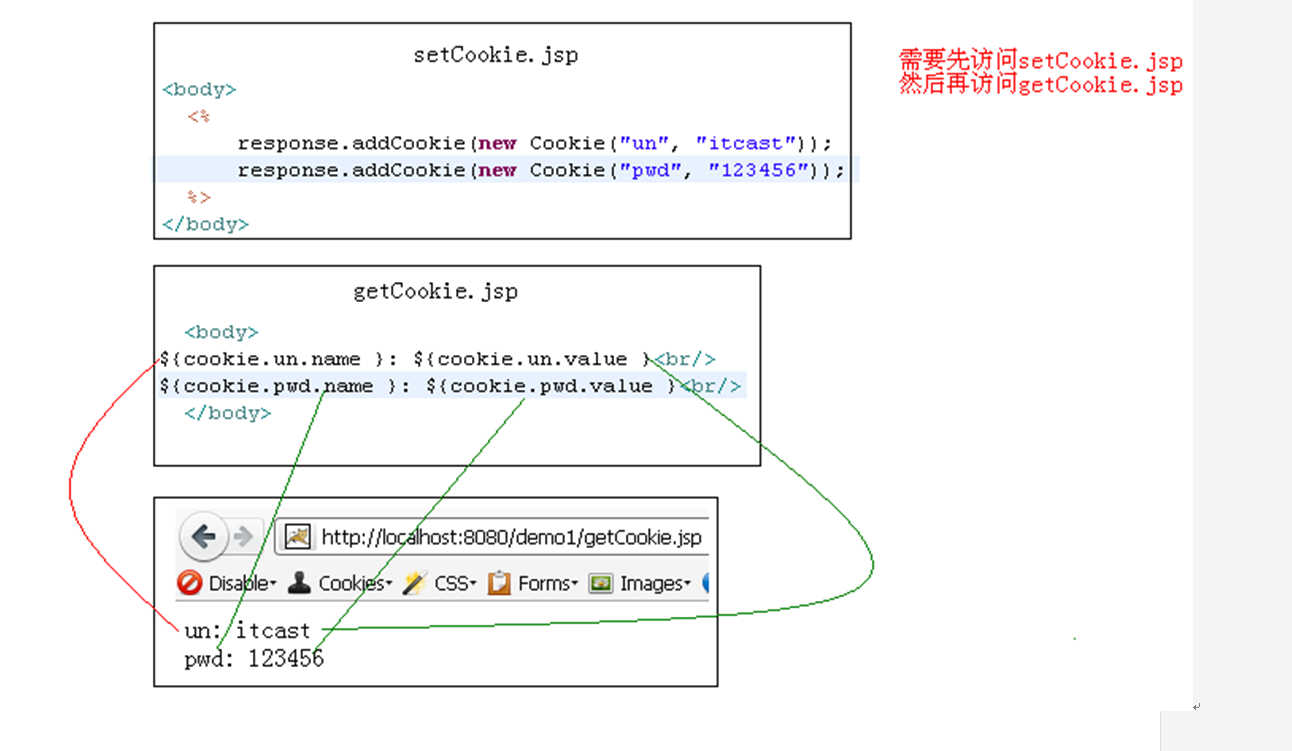 setCookie.jsp
需要先访问setCookie.jsp
然后再访问getCookie.jsp
<body>
<%
response.addCookie(new Cookie("un", "itcast"));
response.addCookie(new Cookie("pwd", "123456"));
%>
</body>
getCookie.jsp
<body>
${cookie.un.name }: ${cookie.un.value }<br/>
${cookie.pwd.name }: ${cookie.pwd.value }<br/>
</body>
http://localhost:8080/demo1/getCookie.jsp
Disable Cookies CSS Forms Images
un: itcast
pwd: 123456